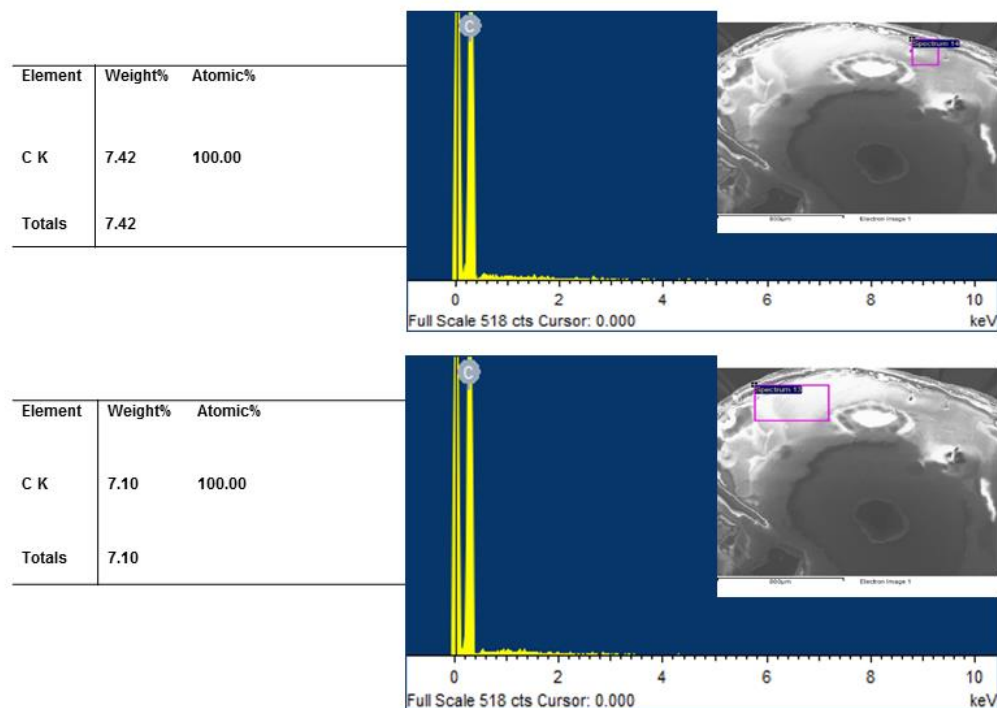 Element Weight% Atomic%
C K 7.42 100.00
Totals 7.42
C
Spectrum 14
800µm Electron Image 1
0 2 4 6 8 10
Full Scale 518 cts Cursor: 0.000 keV
Element Weight% Atomic%
C K 7.10 100.00
Totals 7.10
C
Spectrum 13
800µm Electron Image 1
0 2 4 6 8 10
Full Scale 518 cts Cursor: 0.000 keV